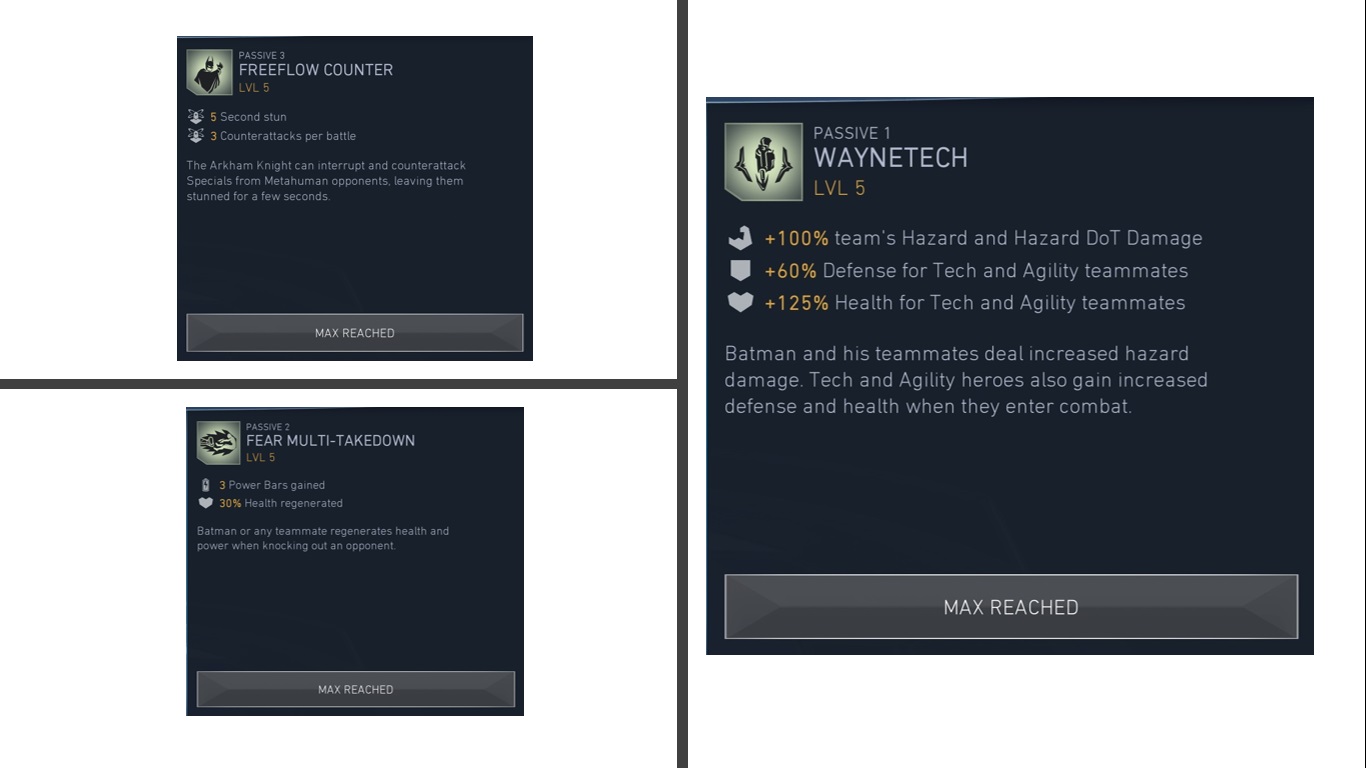 PASSIVE 3
FREEFLOW COUNTER
LVL 5
5 Second stun
3 Counterattacks per battle
The Arkham Knight can interrupt and counterattack
Specials from Metahuman opponents, leaving them
stunned for a few seconds.
MAX REACHED
PASSIVE 2
FEAR MULTI-TAKEDOWN
LVL 5
3 Power Bars gained
30% Health regenerated
Batman or any teammate regenerates health and
power when knocking out an opponent.
MAX REACHED
PASSIVE 1
WAYNETECH
LVL 5
+100% team's Hazard and Hazard DoT Damage
+60% Defense for Tech and Agility teammates
+125% Health for Tech and Agility teammates
Batman and his teammates deal increased hazard
damage. Tech and Agility heroes also gain increased
defense and health when they enter combat.
MAX REACHED